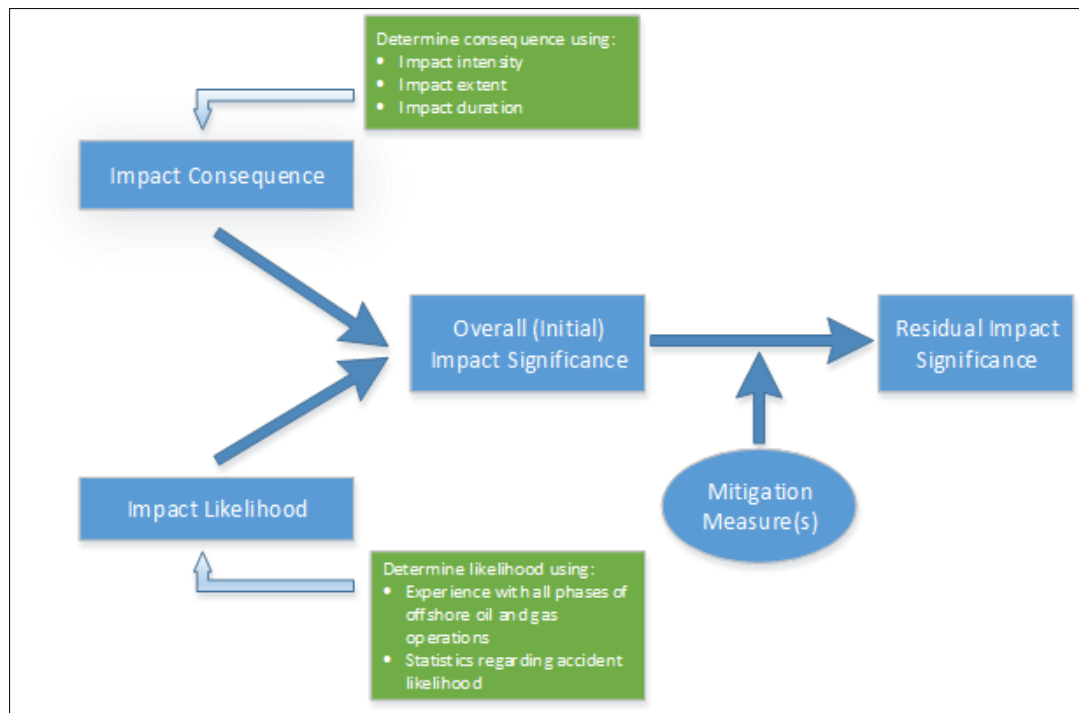 Determine consequence using:
• Impact intensity
• Impact extent
• Impact duration
Impact Consequence
Overall (Initial)
Impact Significance
Residual Impact
Significance
Impact Likelihood
Mitigation
Measure(s)
Determine likelihood using:
• Experience with all phases of
offshore oil and gas
operations
• Statistics regarding accident
likelihood